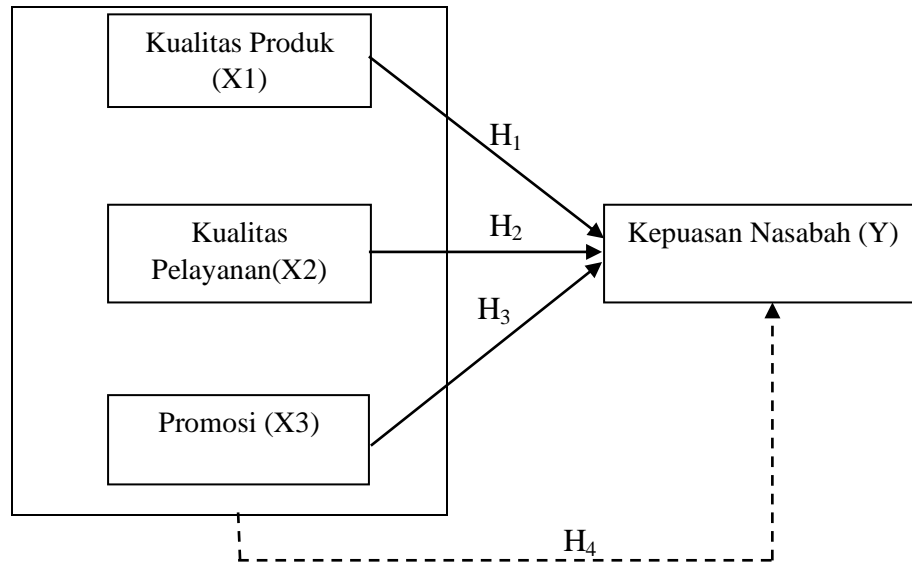 Kualitas Produk
(X1)
H1
Kualitas
Pelayanan(X2)
H2
Kepuasan Nasabah (Y)
H3
Promosi (X3)
H4